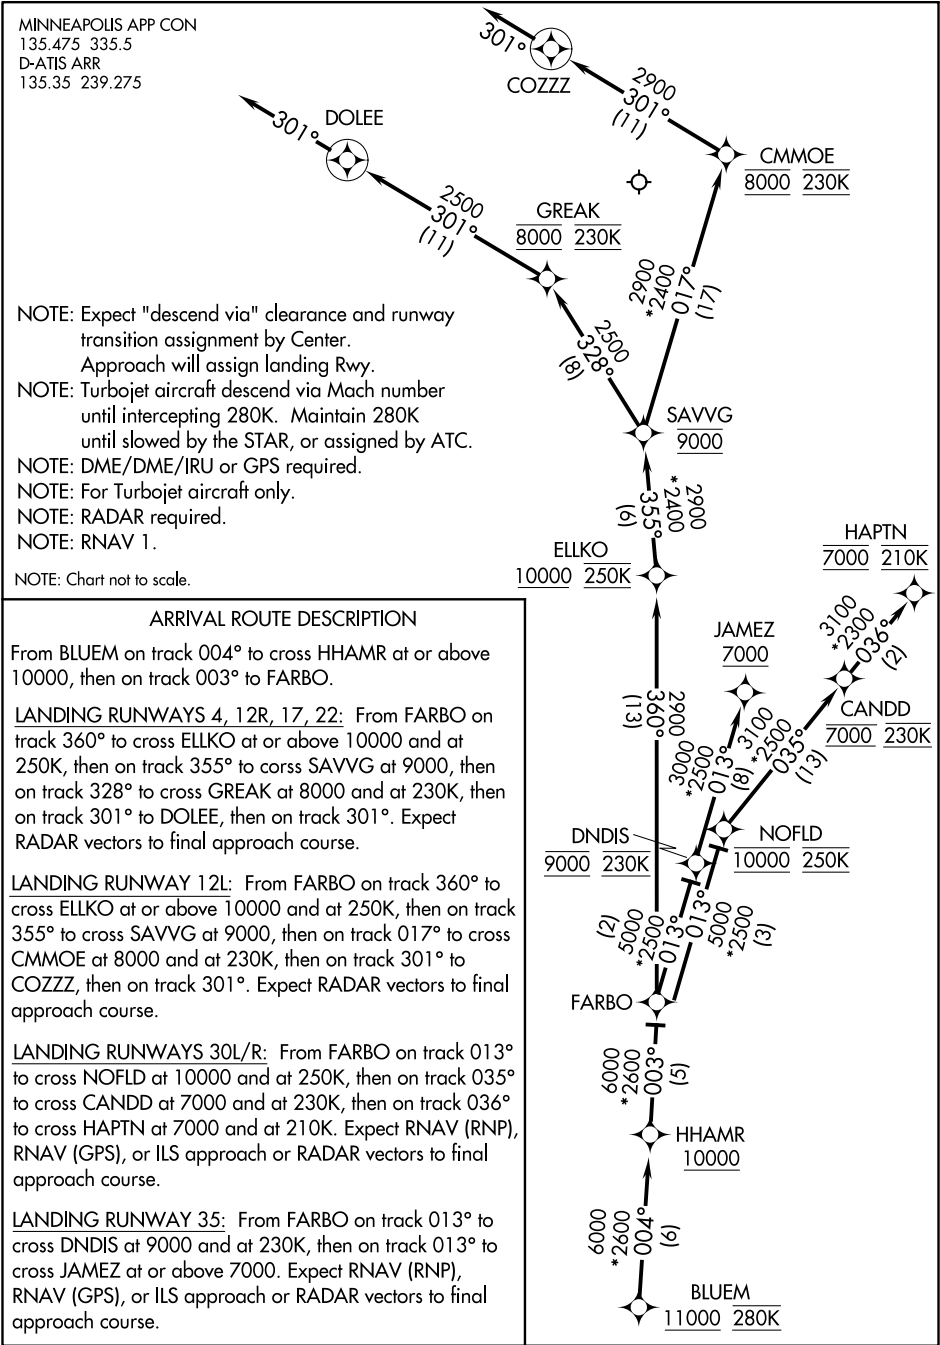 MINNEAPOLIS APP CON
135.475 335.5
D-ATIS ARR
135.35 239.275
301°
COZZZ
2900
301°
(11)
CMMOE
8000 230K
301°
DOLEE
2500
301°
(11)
GREAK
8000 230K
2900
*2400
017°
(17)
2500
328°
(8)
SAVVG
9000
NOTE: Expect "descend via" clearance and runway
transition assignment by Center.
Approach will assign landing Rwy.
NOTE: Turbojet aircraft descend via Mach number
until intercepting 280K. Maintain 280K
until slowed by the STAR, or assigned by ATC.
NOTE: DME/DME/IRU or GPS required.
NOTE: For Turbojet aircraft only.
NOTE: RADAR required.
NOTE: RNAV 1.
NOTE: Chart not to scale.
2900
*2400
355°
(6)
ELLKO
10000 250K
HAPTN
7000 210K
3100
*2300
036°
(2)
JAMEZ
7000
CANDD
7000 230K
2900
360°
(13)
3000
*2500
013°
(8)
3100
*2500
035°
(13)
DNDIS
9000 230K
NOFLD
10000 250K
(2)
5000
*2500
013°
013°
5000
*2500
(3)
FARBO
6000
*2600
003°
(5)
HHAMR
10000
6000
*2600
004°
(6)
BLUEM
11000 280K
ARRIVAL ROUTE DESCRIPTION
From BLUEM on track 004° to cross HHAMR at or above
10000, then on track 003° to FARBO.
LANDING RUNWAYS 4, 12R, 17, 22: From FARBO on
track 360° to cross ELLKO at or above 10000 and at
250K, then on track 355° to corss SAVVG at 9000, then
on track 328° to cross GREAK at 8000 and at 230K, then
on track 301° to DOLEE, then on track 301°. Expect
RADAR vectors to final approach course.
LANDING RUNWAY 12L: From FARBO on track 360° to
cross ELLKO at or above 10000 and at 250K, then on track
355° to cross SAVVG at 9000, then on track 017° to cross
CMMOE at 8000 and at 230K, then on track 301° to
COZZZ, then on track 301°. Expect RADAR vectors to final
approach course.
LANDING RUNWAYS 30L/R: From FARBO on track 013°
to cross NOFLD at 10000 and at 250K, then on track 035°
to cross CANDD at 7000 and at 230K, then on track 036°
to cross HAPTN at 7000 and at 210K. Expect RNAV (RNP),
RNAV (GPS), or ILS approach or RADAR vectors to final
approach course.
LANDING RUNWAY 35: From FARBO on track 013° to
cross DNDIS at 9000 and at 230K, then on track 013° to
cross JAMEZ at or above 7000. Expect RNAV (RNP),
RNAV (GPS), or ILS approach or RADAR vectors to final
approach course.